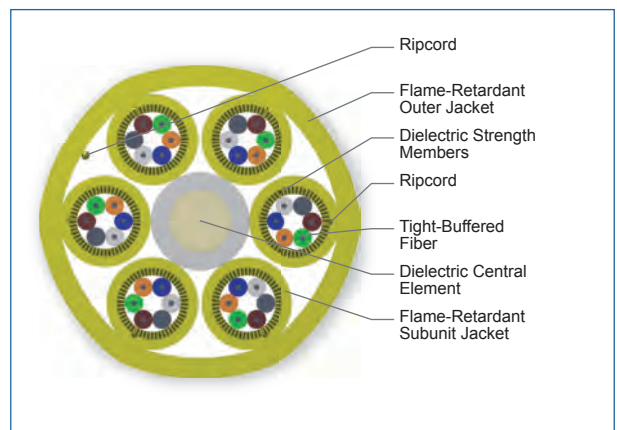 Ripcord
Flame-Retardant
Outer Jacket
Dielectric Strength
Members
Ripcord
Tight-Buffered
Fiber
Dielectric Central
Element
Flame-Retardant
Subunit Jacket